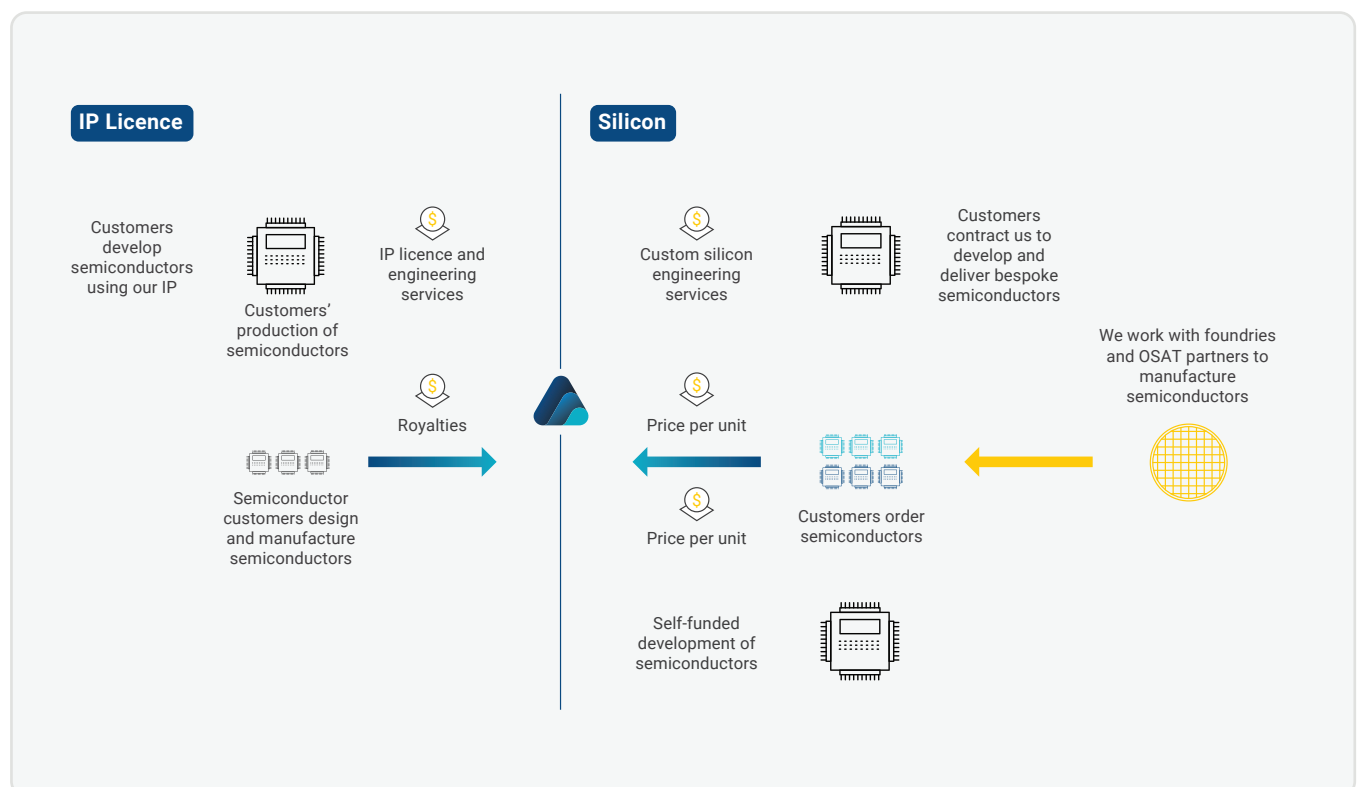 IP Licence
Customers
develop
semiconductors
using our IP
Customers’
production of
semiconductors
$
IP licence and
engineering
services
$
Royalties
Semiconductor
customers design
and manufacture
semiconductors
Silicon
$
Custom silicon
engineering
services
Customers
contract us to
develop and
deliver bespoke
semiconductors
We work with foundries
and OSAT partners to
manufacture
semiconductors
$
Price per unit
$
Price per unit
Customers order
semiconductors
Self-funded
development of
semiconductors